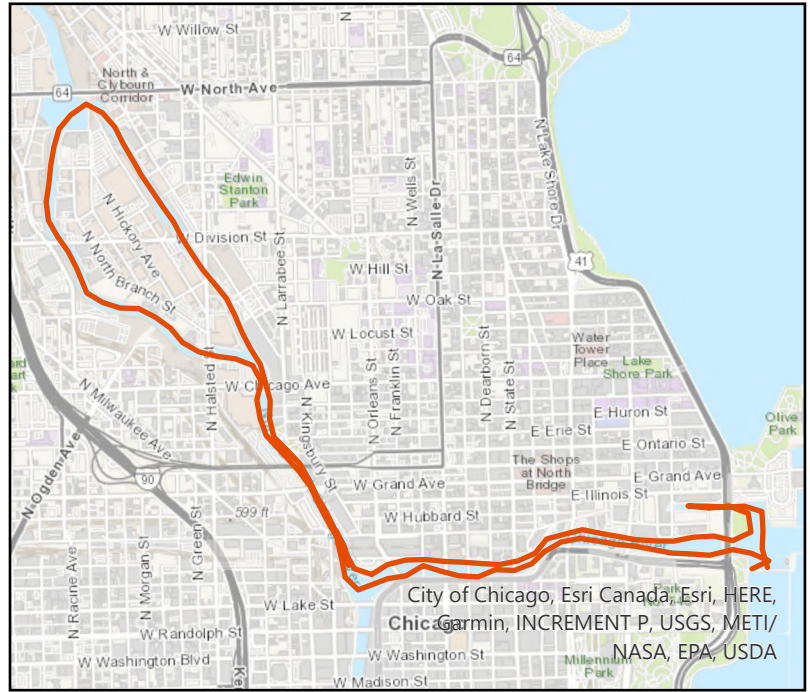 W Willow St
N
64
North &
Clybourn
Corridor
64
W North Ave
N Lake Shore Dr
N Wells St
N La Salle Dr
Edwin
Stanton
Park
N Hickory Ave
W Division St
N North Branch St
N Larrabee St
W Hill St
41
W Oak St
W Locust St
Water
Tower
Place
Lake
Shore Park
N Halsted St
W Chicago Ave
N Orleans St
N Franklin St
N Dearborn St
N State St
N Milwaukee Ave
N Kingsbury St
E Huron St
Olive
Park
E Erie St
E Ontario St
N Ogden Ave
90
The Shops
at North
Bridge
E Grand Ave
W Grand Ave
E Illinois St
599 ft
W Hubbard St
N Racine Ave
N Morgan St
N Green St
River
W Lake St
City of Chicago, Esri Canada, Esri, HERE,
Chicago
Garmin, INCREMENT P, USGS, METI/
W Randolph St
W Washington Blvd
W Washington St
NASA, EPA, USDA
Millennium
Park
W Madison St